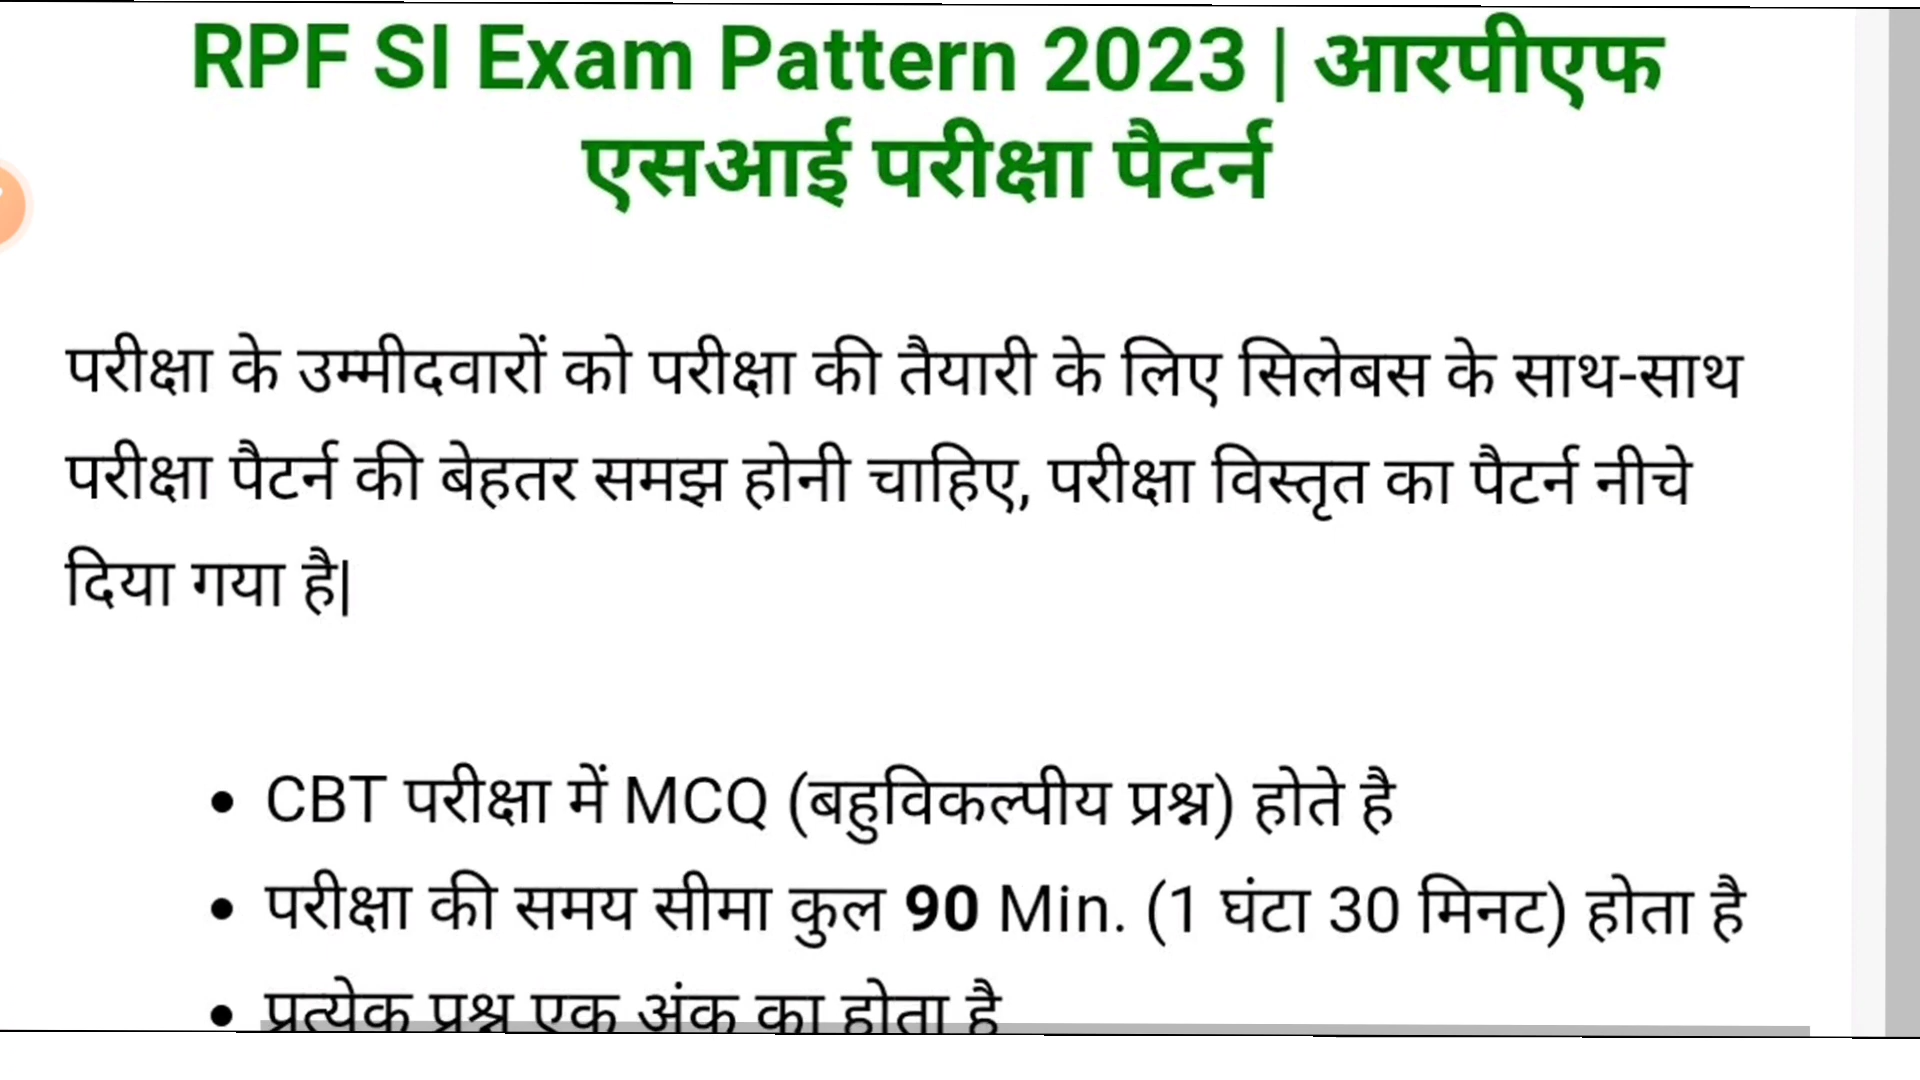 RPF SI Exam Pattern 2023 | आरपीएफ
एसआई परीक्षा पैटर्न
परीक्षा के उम्मीदवारों को परीक्षा की तैयारी के लिए सिलेबस के साथ-साथ
परीक्षा पैटर्न की बेहतर समझ होनी चाहिए, परीक्षा विस्तृत का पैटर्न नीचे
दिया गया है|
• CBT परीक्षा में MCQ (बहुविकल्पीय प्रश्न) होते है
• परीक्षा की समय सीमा कुल 90 Min. (1 घंटा 30 मिनट) होता है
• प्रत्येक प्रश्न एक अंक का होता है